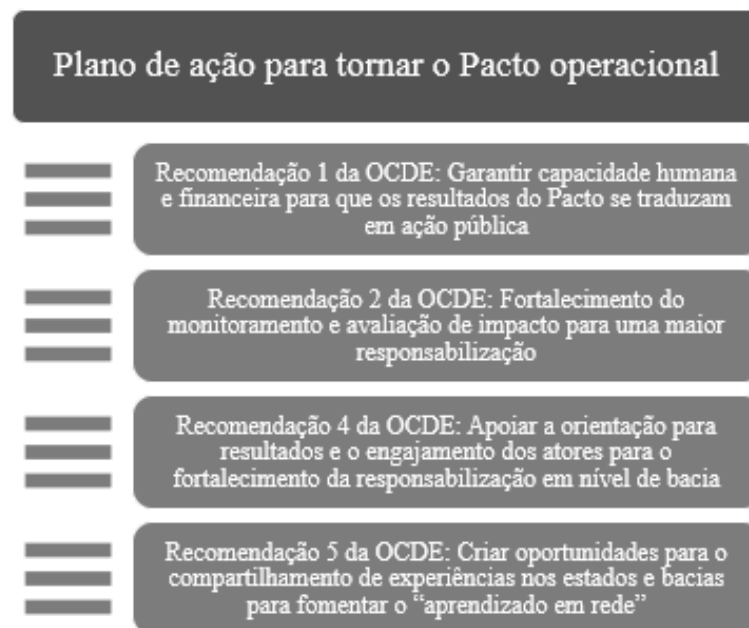 Plano de ação para tornar o Pacto operacional
Recomendação 1 da OCDE: Garantir capacidade humana
e financeira para que os resultados do Pacto se traduzam
em ação pública
Recomendação 2 da OCDE: Fortalecimento do
monitoramento e avaliação de impacto para uma maior
responsabilização
Recomendação 4 da OCDE: Apoiar a orientação para
resultados e o engajamento dos atores para o
fortalecimento da responsabilização em nível de bacia
Recomendação 5 da OCDE: Criar oportunidades para o
compartilhamento de experiências nos estados e bacias
para fomentar o “aprendizado em rede”